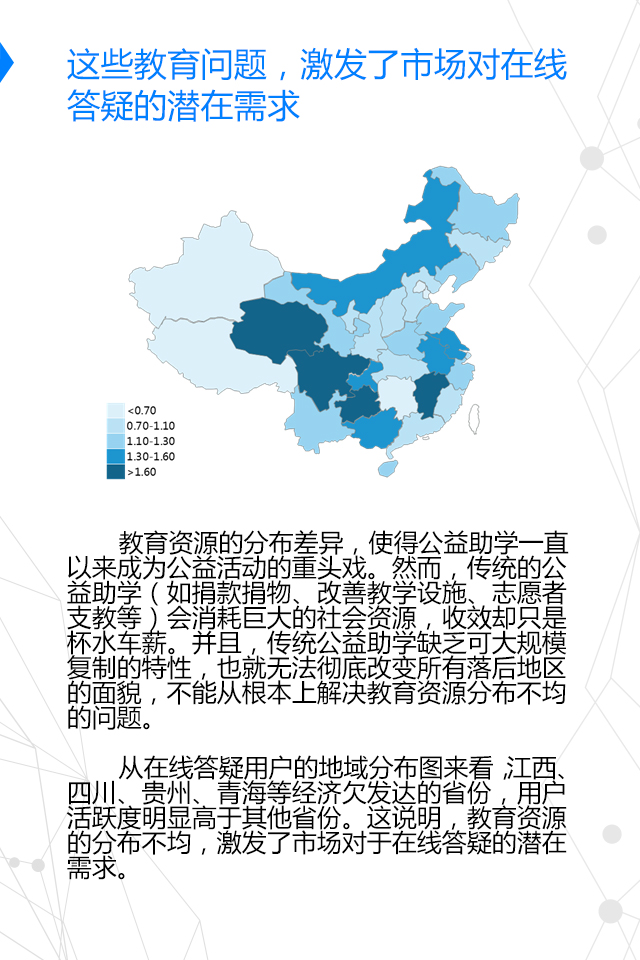 这些教育问题，激发了市场对在线
答疑的潜在需求
<0.70
0.70-1.10
1.10-1.30
1.30-1.60
>1.60
教育资源的分布差异，使得公益助学一直
以来成为公益活动的重头戏。然而，传统的公
益助学（如捐款捐物、改善教学设施、志愿者
支教等）会消耗巨大的社会资源，收效却只是
杯水车薪。并且，传统公益助学缺乏可大规模
复制的特性，也就无法彻底改变所有落后地区
的面貌，不能从根本上解决教育资源分布不均
的问题。
从在线答疑用户的地域分布图来看，江西、
四川、贵州、青海等经济欠发达的省份，用户
活跃度明显高于其他省份。这说明，教育资源
的分布不均，激发了市场对于在线答疑的潜在
需求。